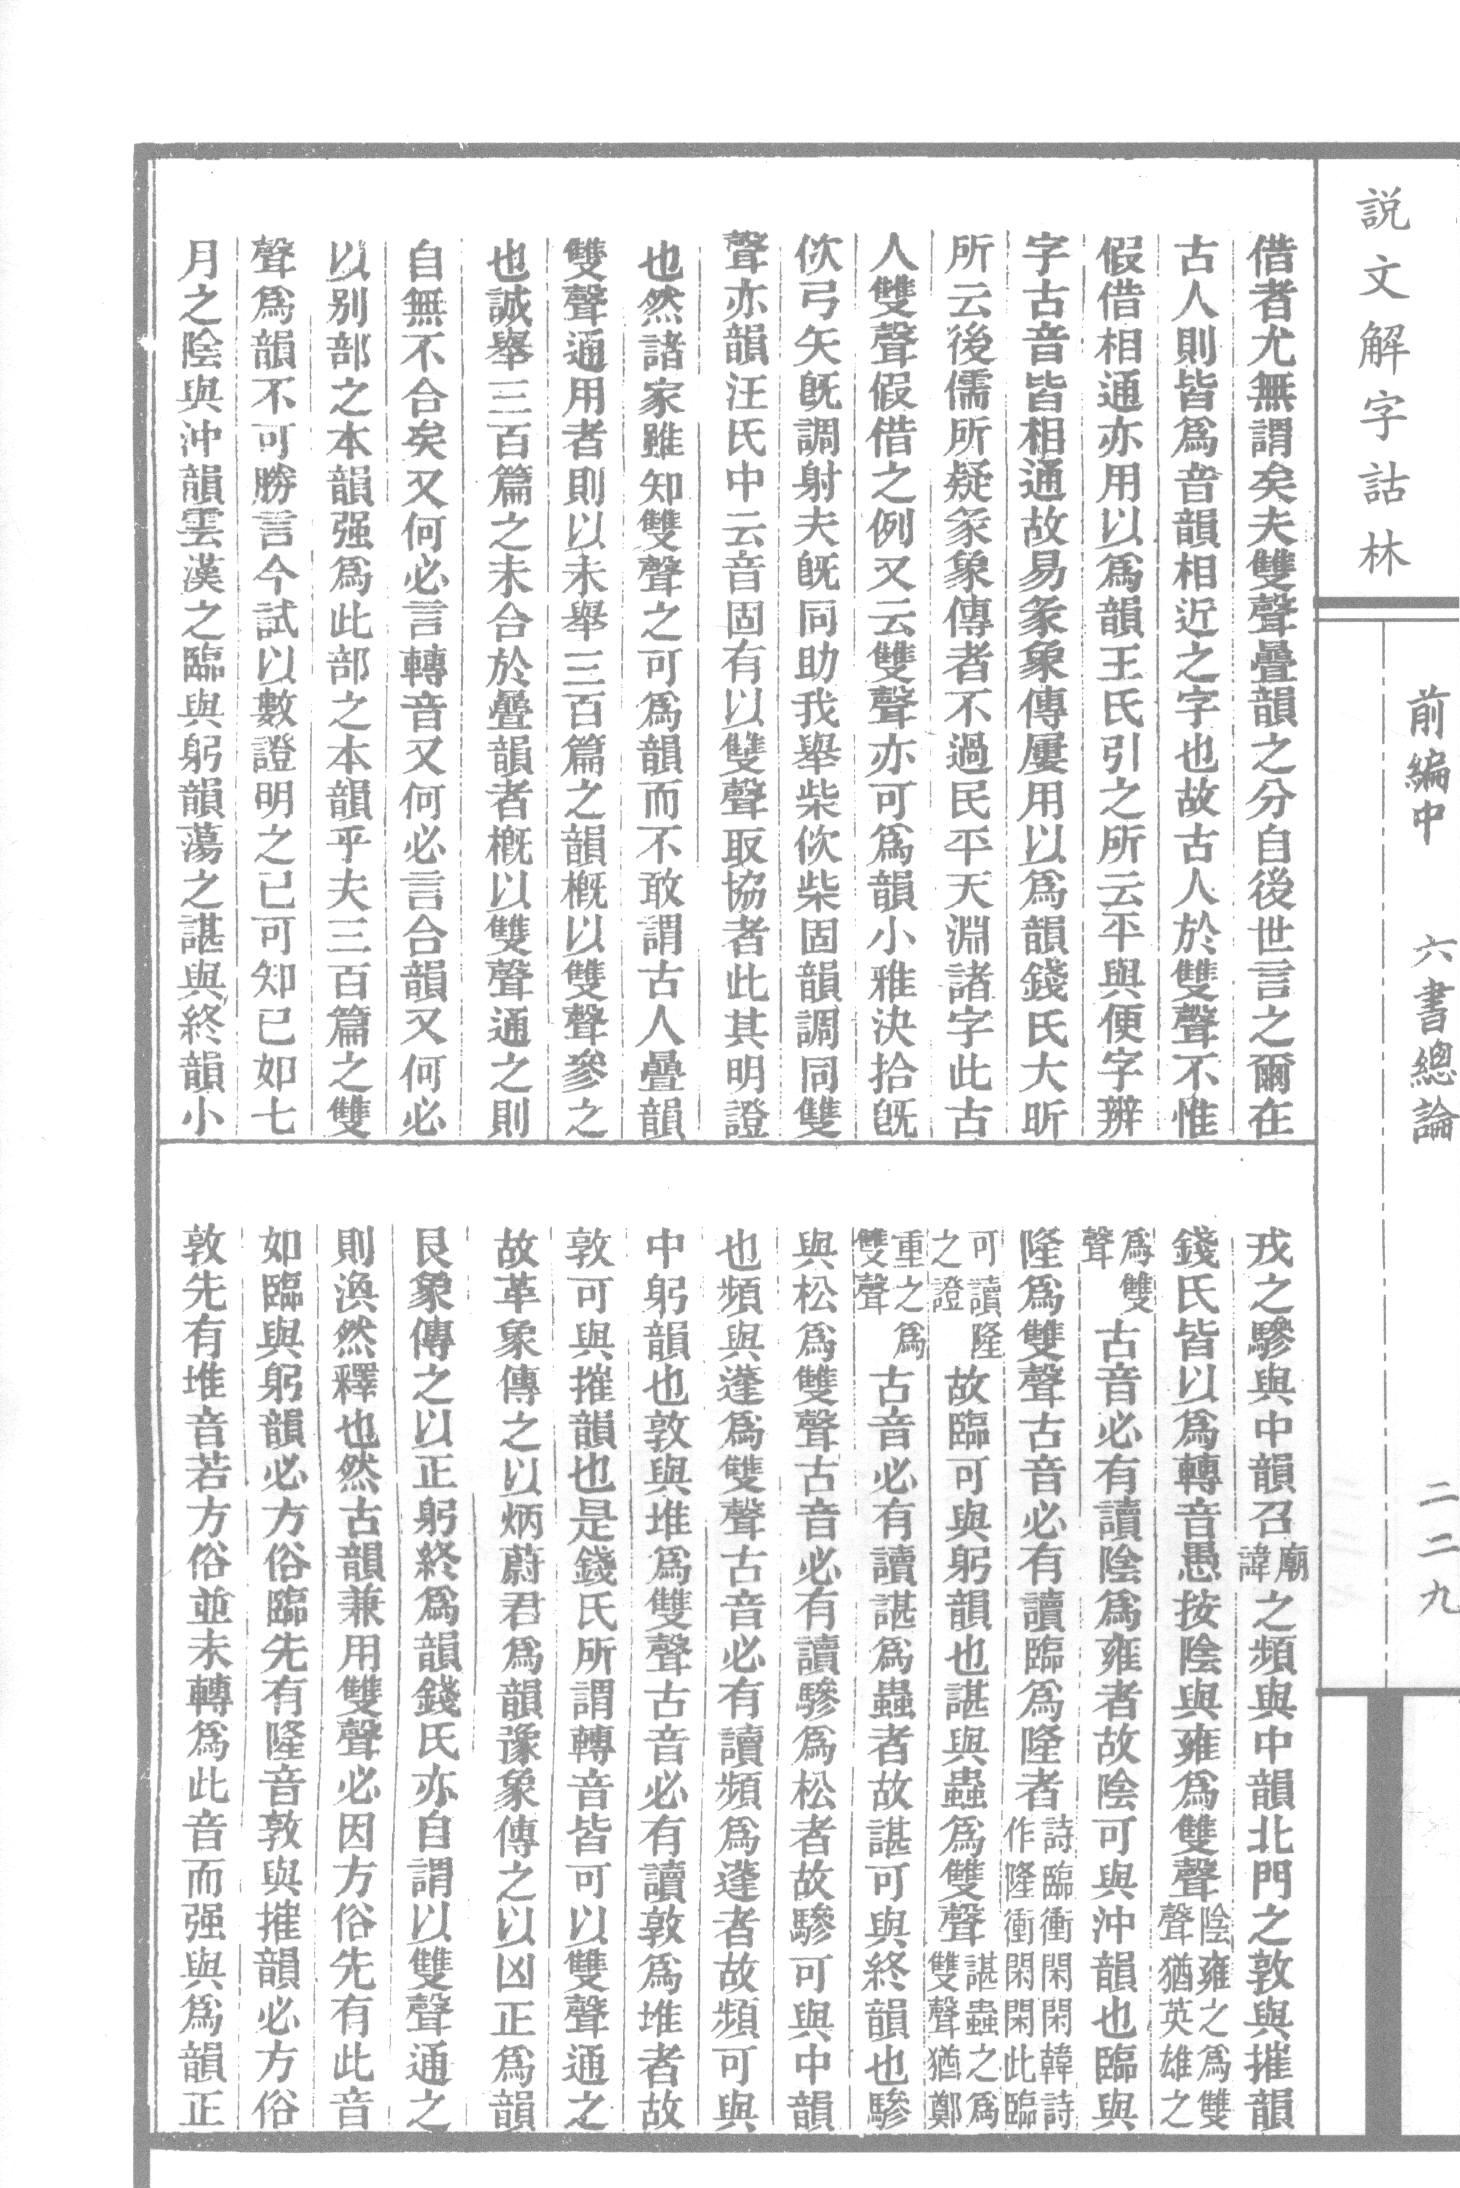 説文解字詁林
前編中　六書總論
二二九
借者尤無謂矣夫雙聲疊韻之分自後世言之爾在
古人則皆爲音韻相近之字也故古人於雙聲不惟
假借相通亦用以爲韻王氏引之所云平與便字辨
字古音皆相通故易彖象傳屢用以爲韻錢氏大昕
所云後儒所疑彖象傳者不過民平天淵諸字此古
人雙聲假借之例又云雙聲亦可爲韻小雅決拾旣
佽弓矢旣調射夫旣同助我舉柴佽柴固韻調同雙
聲亦韻汪氏中云音固有以雙聲取協者此其明證
也然諸家雖知雙聲之可爲韻而不敢謂古人疊韻
雙聲通用者則以未舉三百篇之韻槪以雙聲參之
也誠舉三百篇之未合於疊韻者槪以雙聲通之則
自無不合矣又何必言轉音又何必言合韻又何必
以别部之本韻强爲此部之本韻乎夫三百篇之雙
聲爲韻不可勝言今試以數證明之已可知已如七
月之陰與沖韻雲漢之臨與躬韻蕩之諶與終韻小
戎之驂與中韻召廟諱之頻與中韻北門之敦與摧韻
錢氏皆以爲轉音愚按陰與雍爲雙聲陰雍之爲雙聲猶英雄之
爲雙聲古音必有讀陰爲雍者故陰可與沖韻也臨與
隆爲雙聲古音必有讀臨爲隆者詩臨衝閑閑韓詩作隆衝閑閑此臨
可讀隆之證故臨可與躬韻也諶與蟲爲雙聲諶蟲之爲雙聲猶鄭
重之爲雙聲古音必有讀諶爲蟲者故諶可與終韻也驂
與松爲雙聲古音必有讀驂爲松者故驂可與中韻
也頻與蓬爲雙聲古音必有讀頻爲蓬者故頻可與
中躬韻也敦與堆爲雙聲古音必有讀敦爲堆者故
敦可與摧韻也是錢氏所謂轉音皆可以雙聲通之
故革象傳之以炳蔚君爲韻豫象傳之以凶正爲韻
艮象傳之以正躬終爲韻錢氏亦自謂以雙聲通之
則渙然釋也然古韻兼用雙聲必因方俗先有此音
如臨與躬韻必方俗臨先有隆音敦與摧韻必方俗
敦先有堆音若方俗並未轉爲此音而强與爲韻正